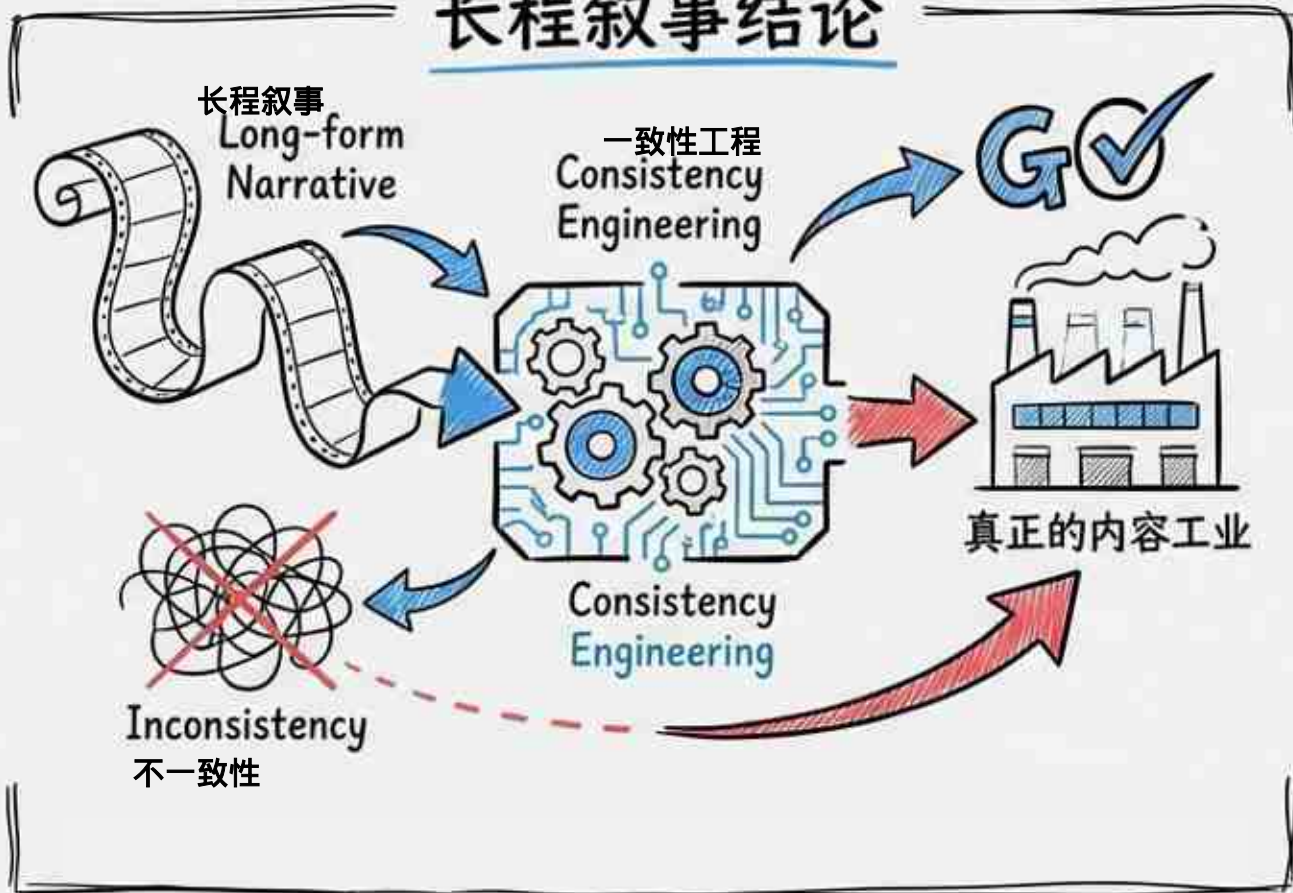 长程叙事结论
长程叙事
Long-form
Narrative
一致性工程
Consistency
Engineering
GO
真正的内容工业
Consistency
Engineering
Inconsistency
不一致性